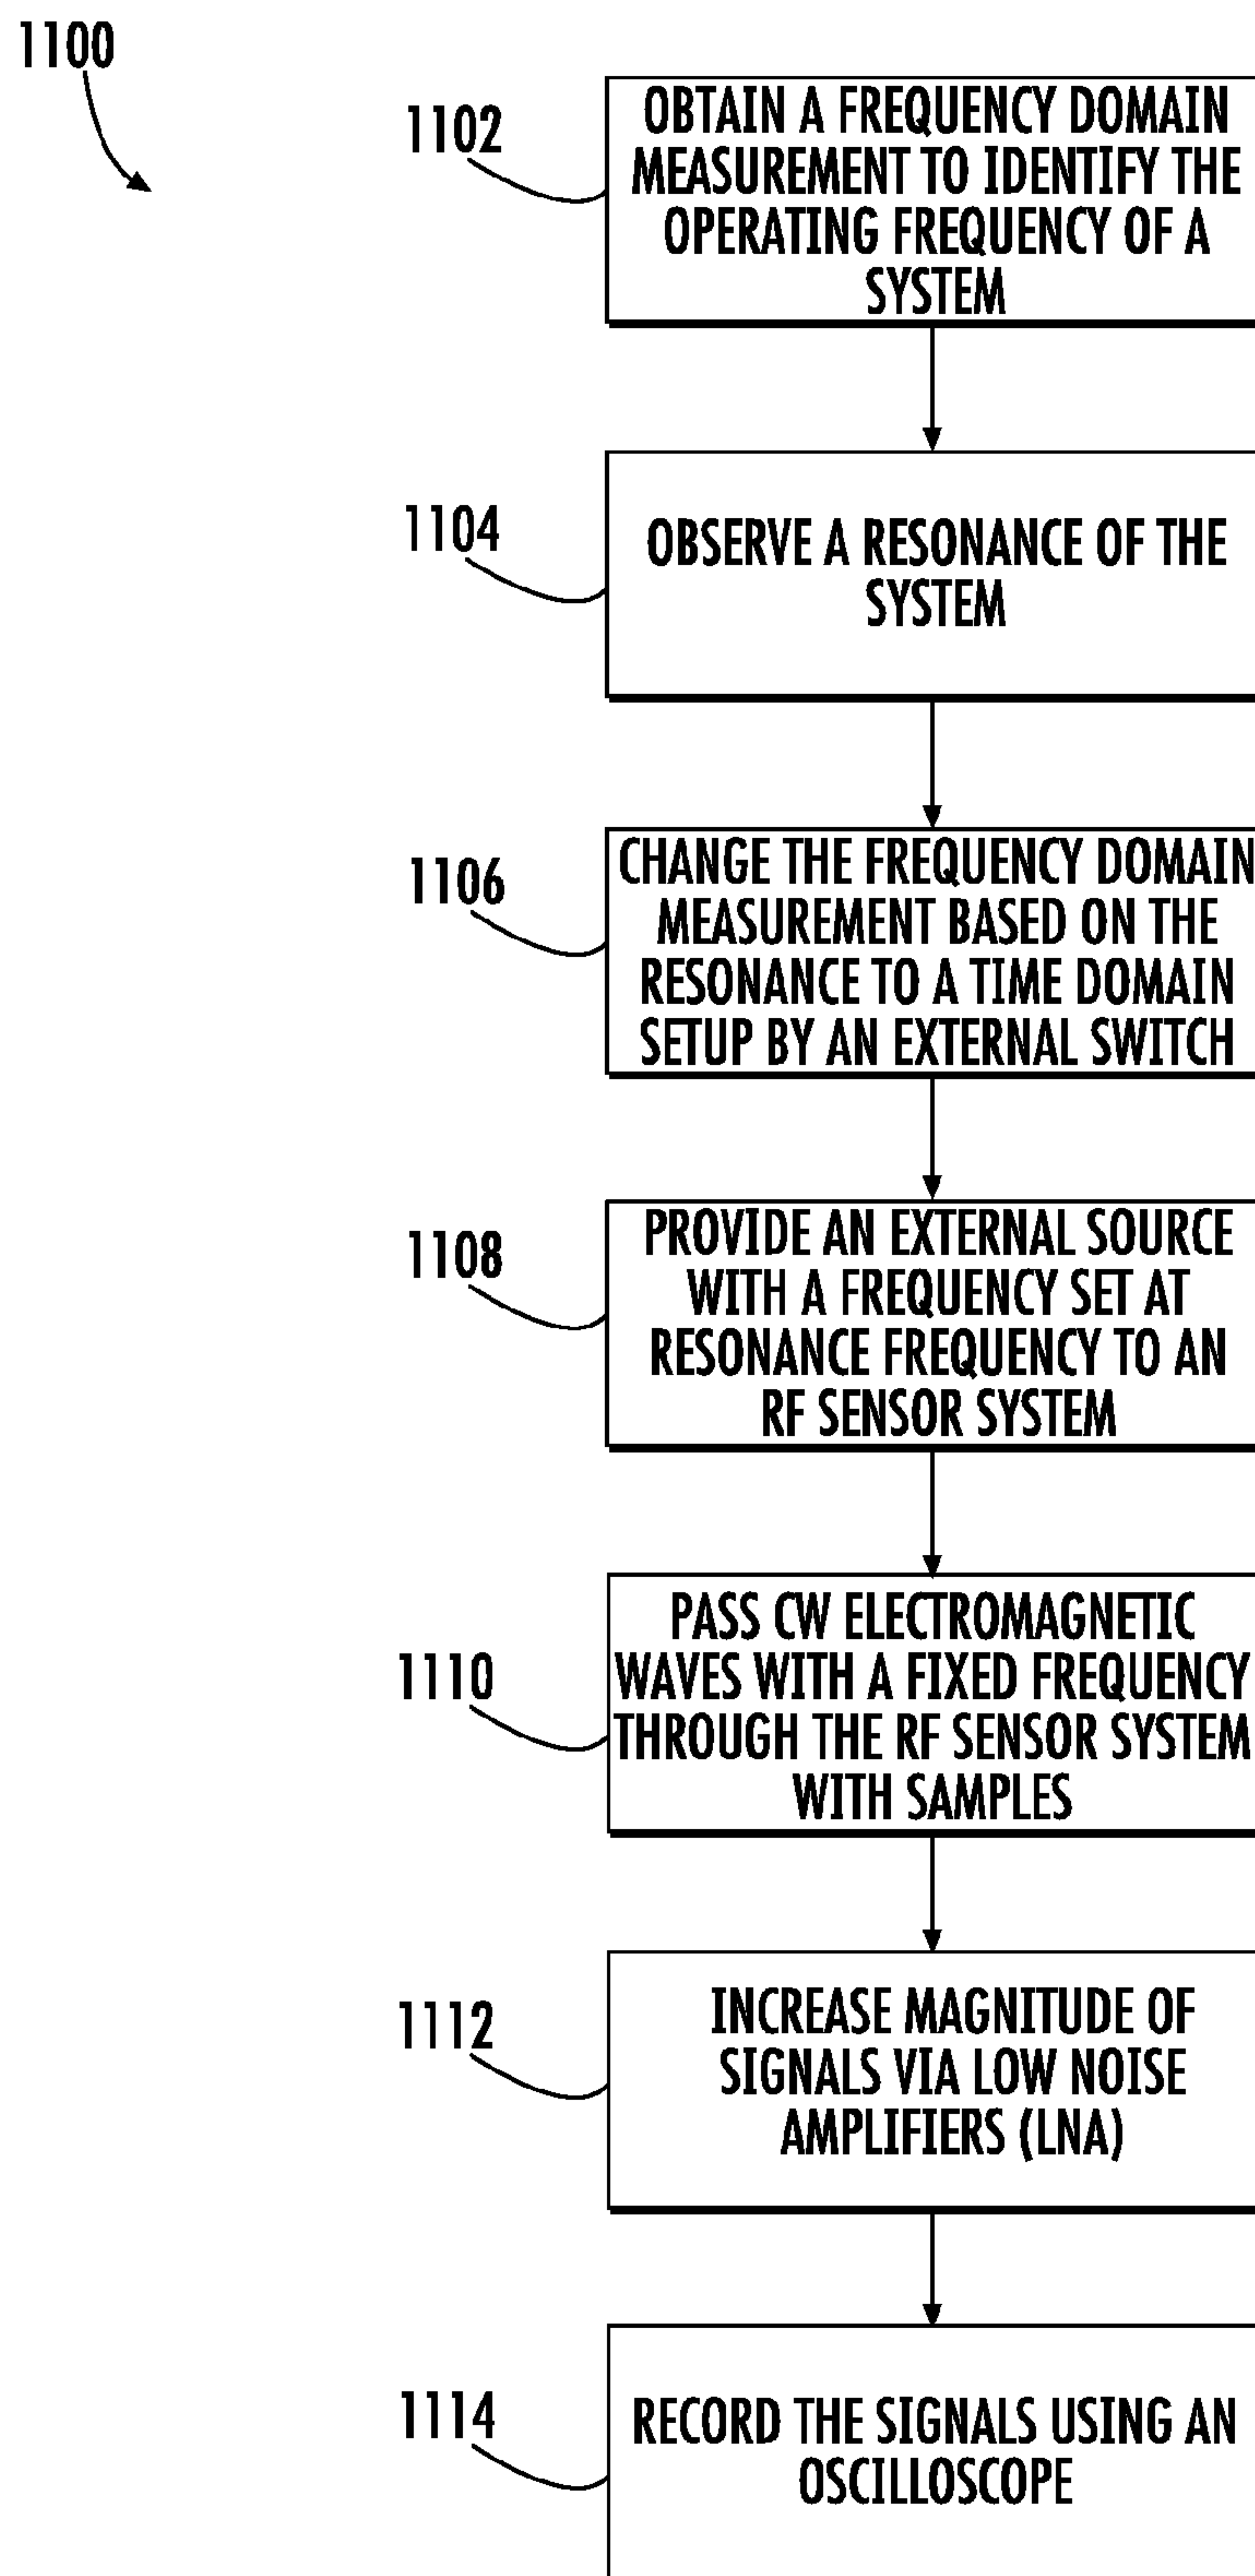 1100
1102
OBTAIN A FREQUENCY DOMAIN
MEASUREMENT TO IDENTIFY THE
OPERATING FREQUENCY OF A
SYSTEM
1104
OBSERVE A RESONANCE OF THE
SYSTEM
1106
CHANGE THE FREQUENCY DOMAIN
MEASUREMENT BASED ON THE
RESONANCE TO A TIME DOMAIN
SETUP BY AN EXTERNAL SWITCH
1108
PROVIDE AN EXTERNAL SOURCE
WITH A FREQUENCY SET AT
RESONANCE FREQUENCY TO AN
RF SENSOR SYSTEM
1110
PASS CW ELECTROMAGNETIC
WAVES WITH A FIXED FREQUENCY
THROUGH THE RF SENSOR SYSTEM
WITH SAMPLES
1112
INCREASE MAGNITUDE OF
SIGNALS VIA LOW NOISE
AMPLIFIERS (LNA)
1114
RECORD THE SIGNALS USING AN
OSCILLOSCOPE